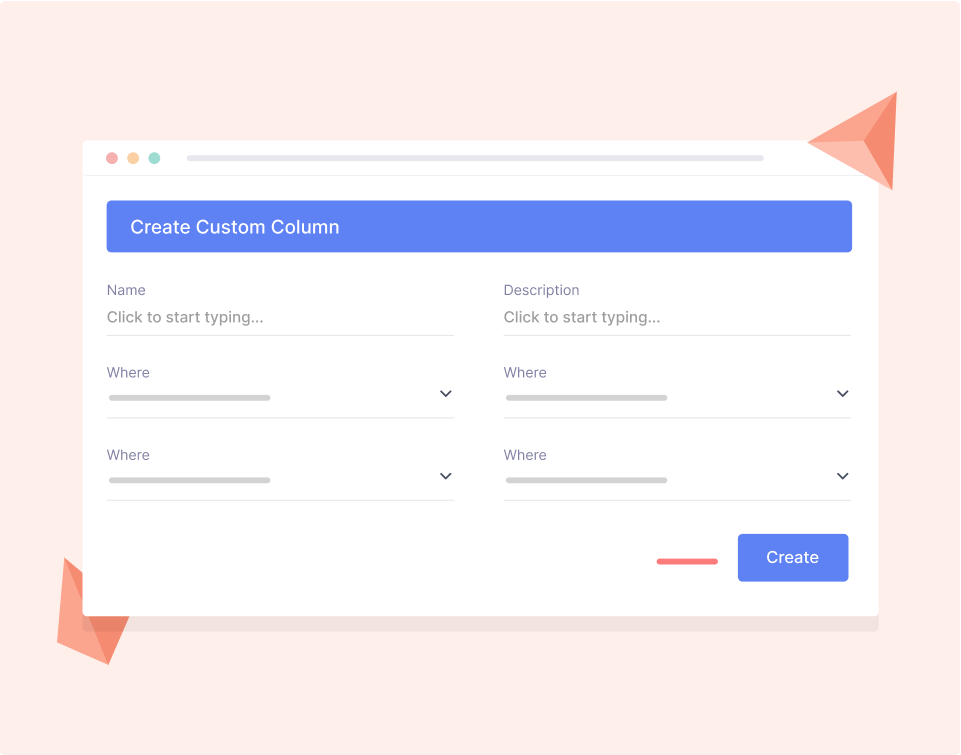 Create Custom Column
Name
Description
Click to start typing...
Click to start typing...
Where
Where
Where
Where
Create